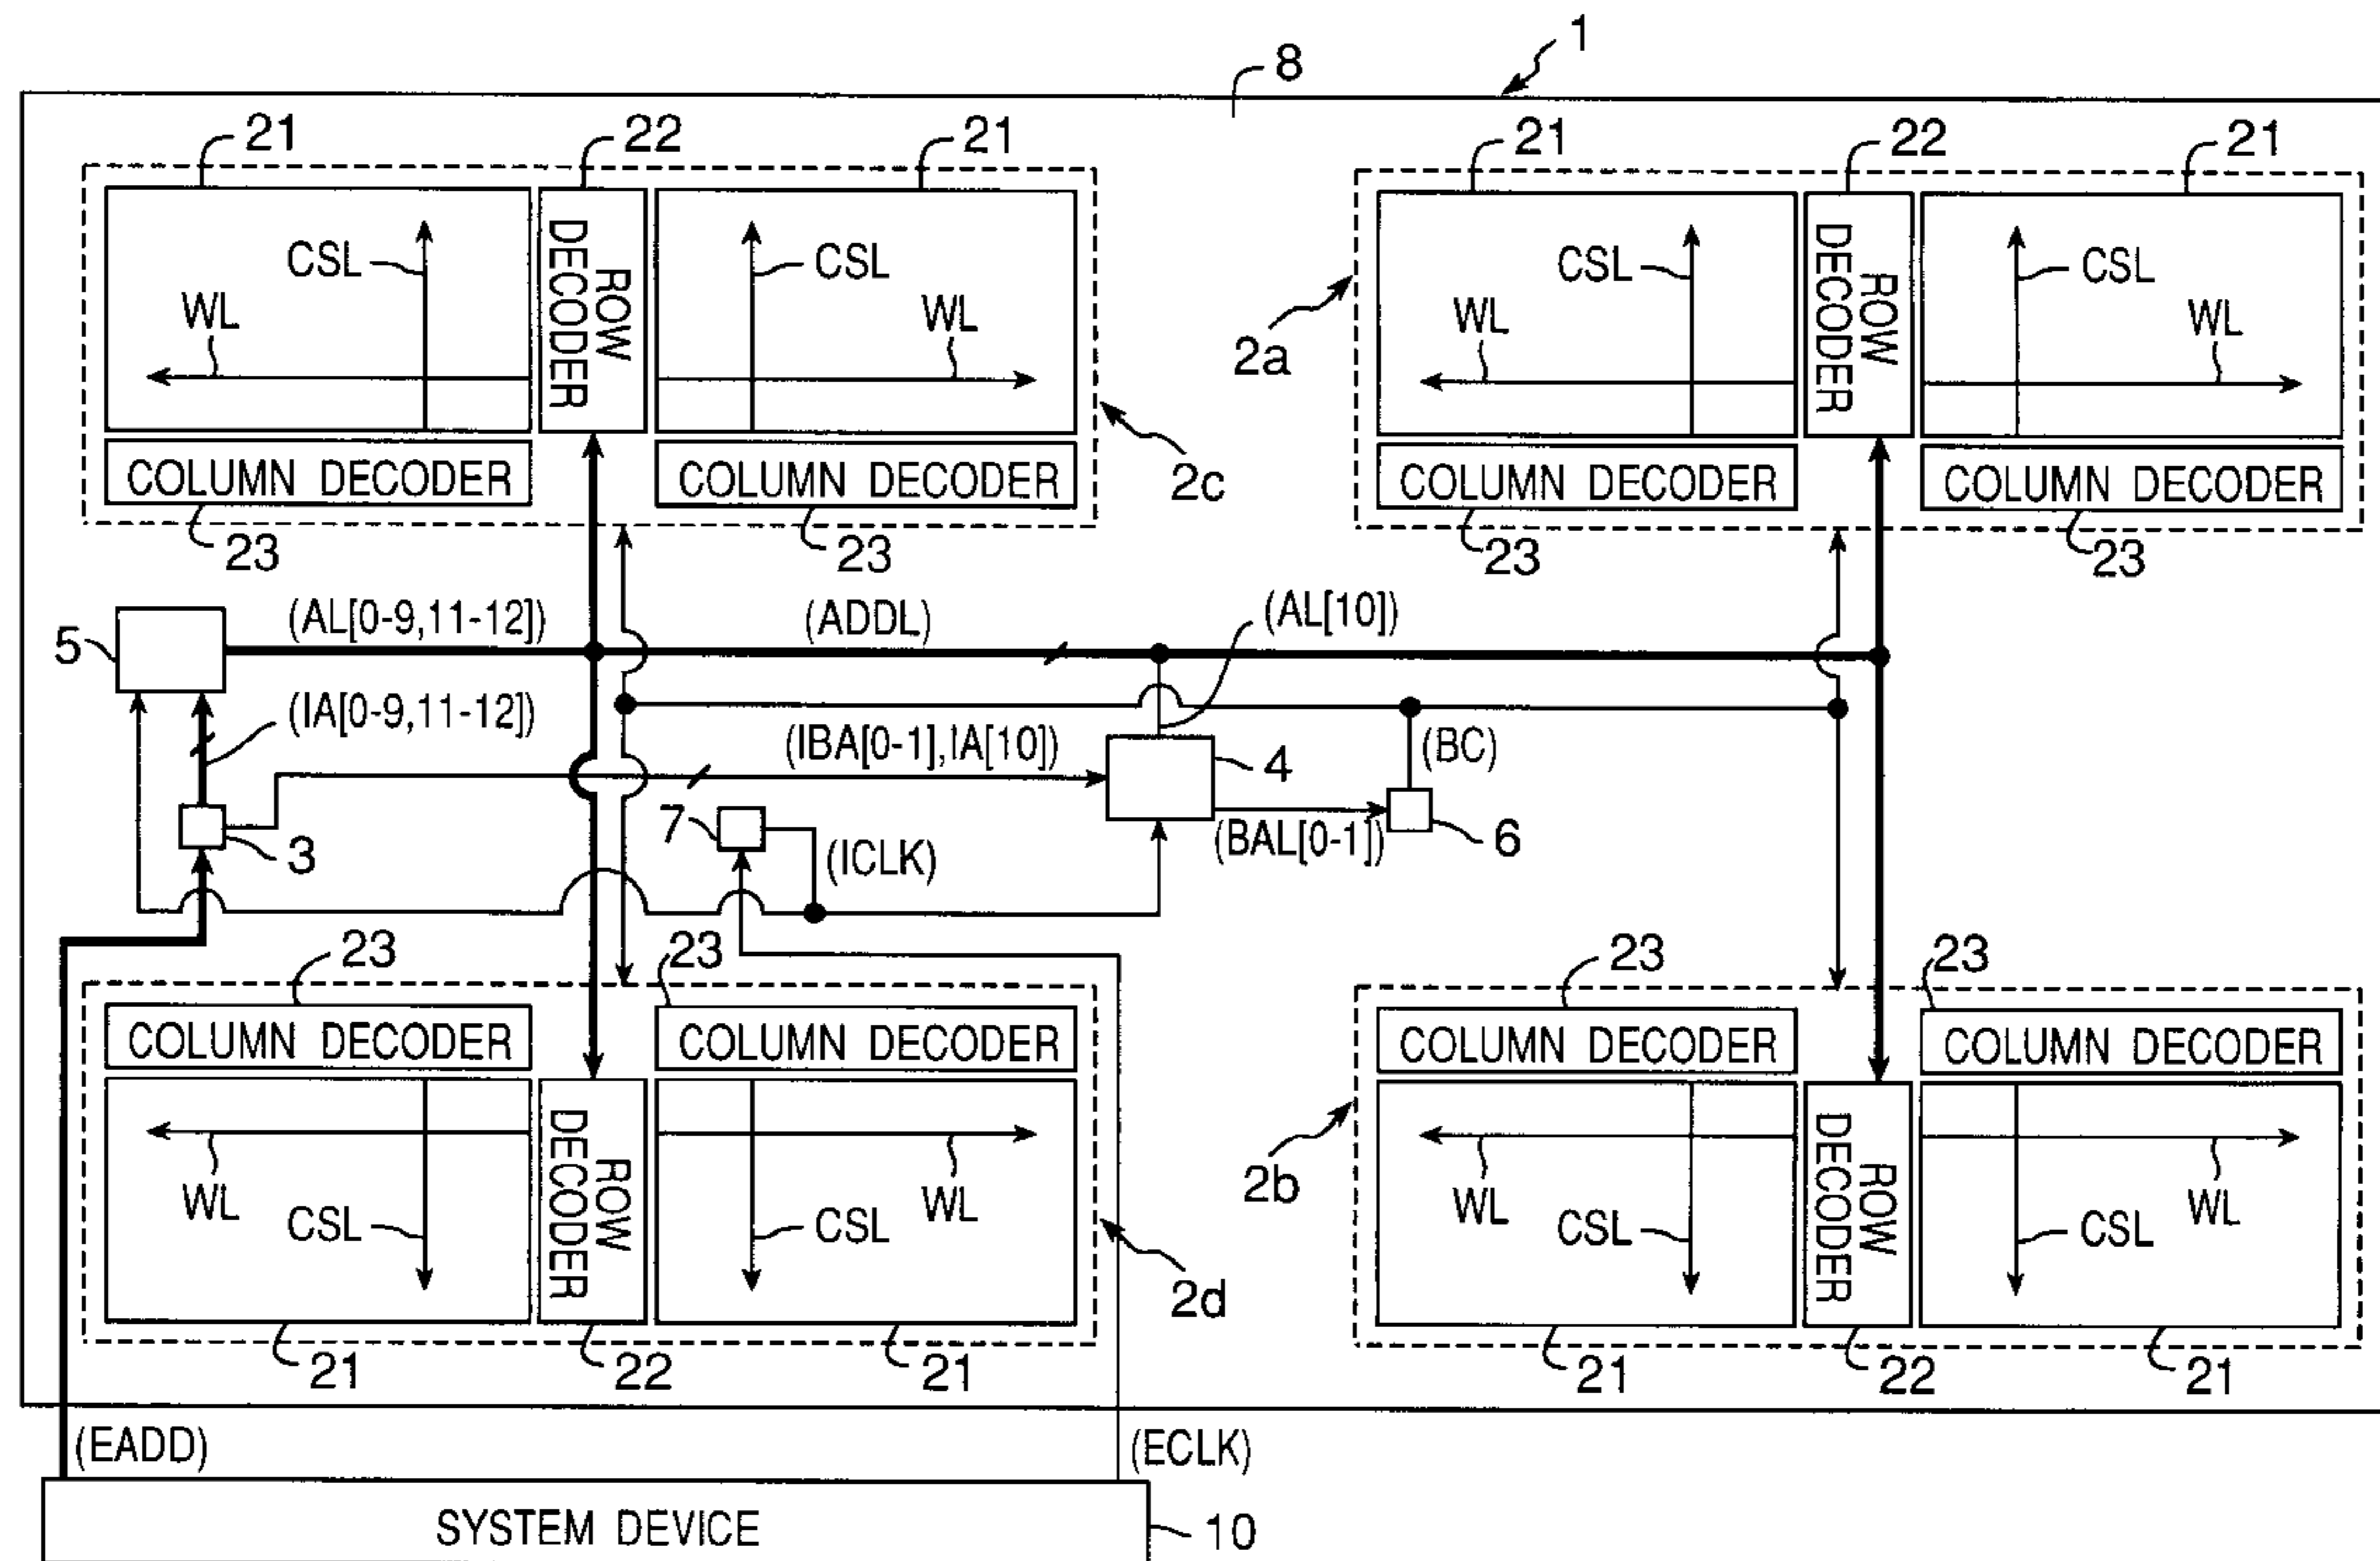 1
8
21 22 21 21 22 21
CSL ROW DECODER CSL CSL ROW DECODER CSL
WL WL WL WL
2a
2c
COLUMN DECODER COLUMN DECODER COLUMN DECODER COLUMN DECODER
23 23 23 23
(AL[0-9,11-12]) (ADDL) (AL[10])
5
(IA[0-9,11-12]) (IBA[0-1],IA[10]) (BC)
4
7
3 (ICLK) (BAL[0-1]) 6
23 23 23 23
COLUMN DECODER COLUMN DECODER COLUMN DECODER COLUMN DECODER
WL ROW DECODER WL WL ROW DECODER WL
2b
CSL CSL CSL CSL
2d
21 22 21 21 22 21
(EADD) (ECLK)
SYSTEM DEVICE 10